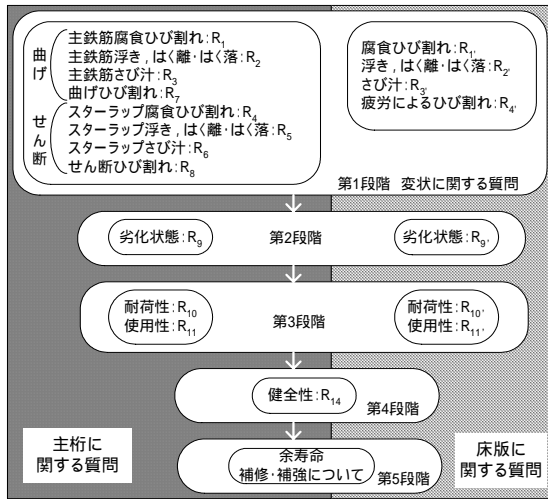 曲げ
主鉄筋腐食ひび割れ:R1
主鉄筋浮き,はく離・はく落:R2
主鉄筋さび汁:R3
曲げひび割れ:R7
せん断
スターラップ腐食ひび割れ:R4
スターラップ浮き,はく離・はく落:R5
スターラップさび汁:R6
せん断ひび割れ:R8
腐食ひび割れ:R1'
浮き,はく離・はく落:R2'
さび汁:R3'
疲労によるひび割れ:R4'
第1段階 変状に関する質問
劣化状態:R9
第2段階
劣化状態:R9'
耐荷性:R10
使用性:R11
第3段階
耐荷性:R10'
使用性:R11'
健全性:R14
第4段階
余寿命
補修・補強について
第5段階
主桁に
関する質問
床版に
関する質問